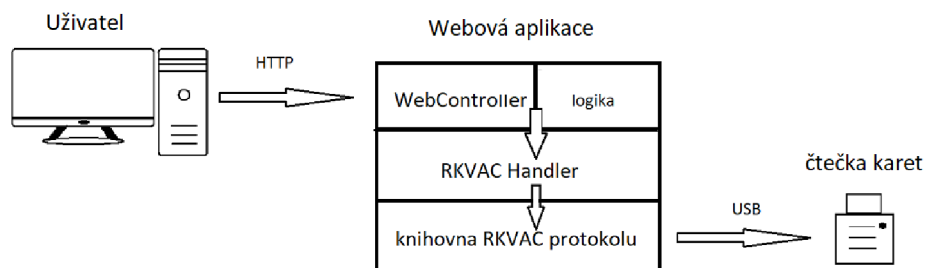 Uživatel
Webová aplikace
HTTP
WebController
logika
RKVAC Handler
čtečka karet
USB
knihovna RKVAC protokolu